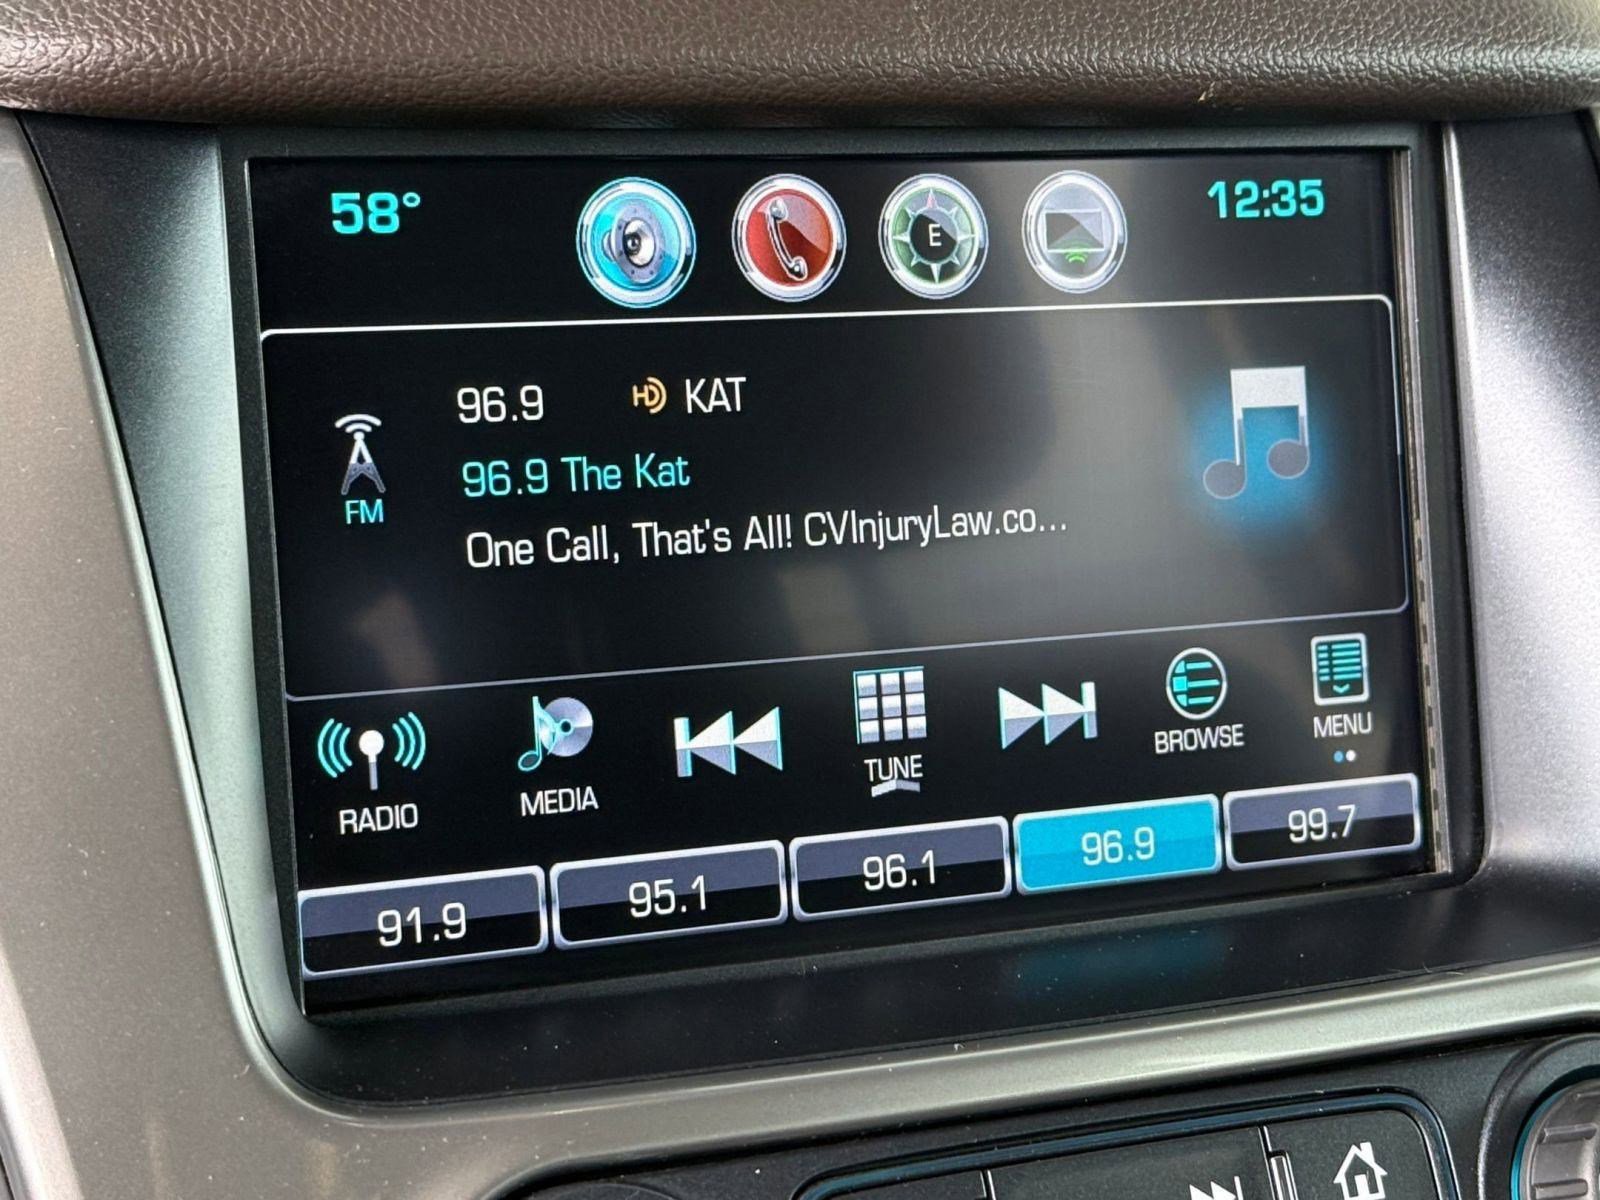 58° E 12:35
96.9 HD KAT
96.9 The Kat
FM
One Call, That's All! CVInjuryLaw.co...
RADIO MEDIA TUNE BROWSE MENU
91.9 95.1 96.1 96.9 99.7